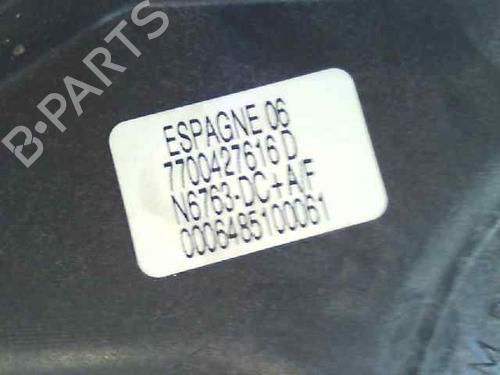 B-PARTS
ESPAGNE 06
7700427616 D
N6763-DC+A/F
0006485100061